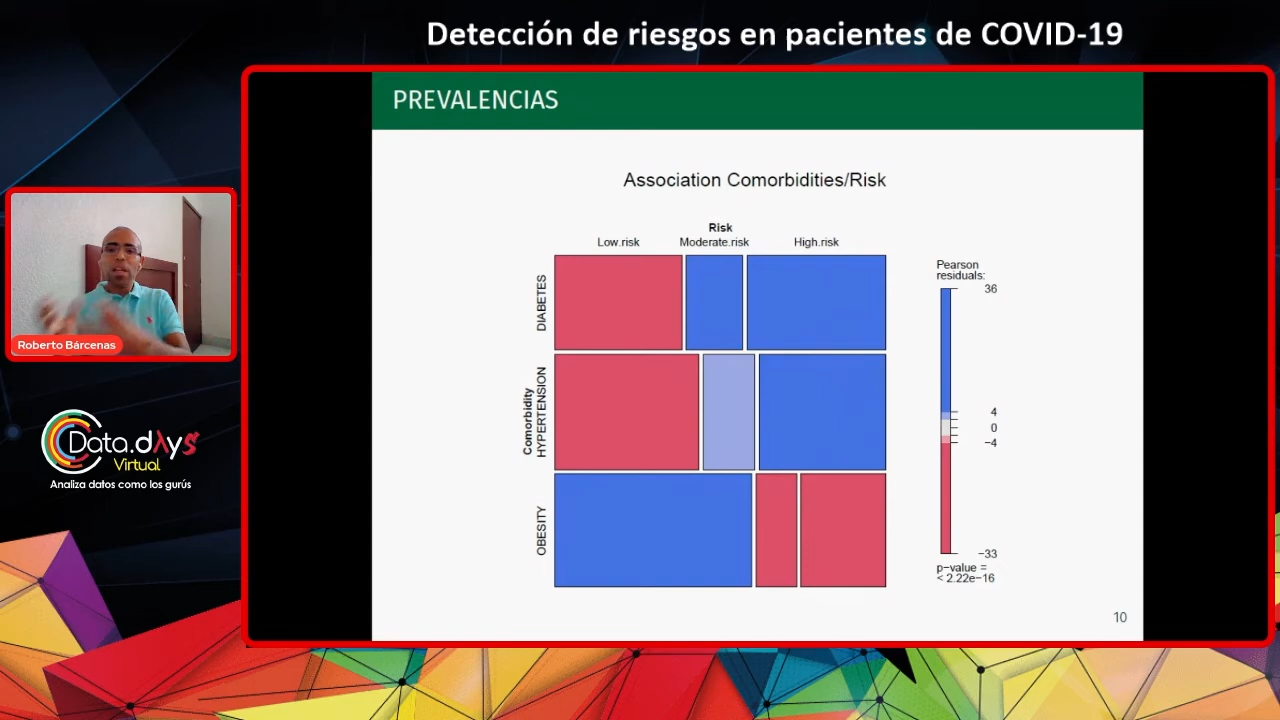 Detección de riesgos en pacientes de COVID-19
PREVALENCIAS
Association Comorbidities/Risk
Risk
Low.risk Moderate.risk High.risk
Comorbidity
DIABETES
HYPERTENSION
OBESITY
Pearson
residuals:
36
4
0
−4
−33
p−value =
< 2.22e−16
10
Roberto Bárcenas
Data.dAys
Virtual
Analiza datos como los gurús